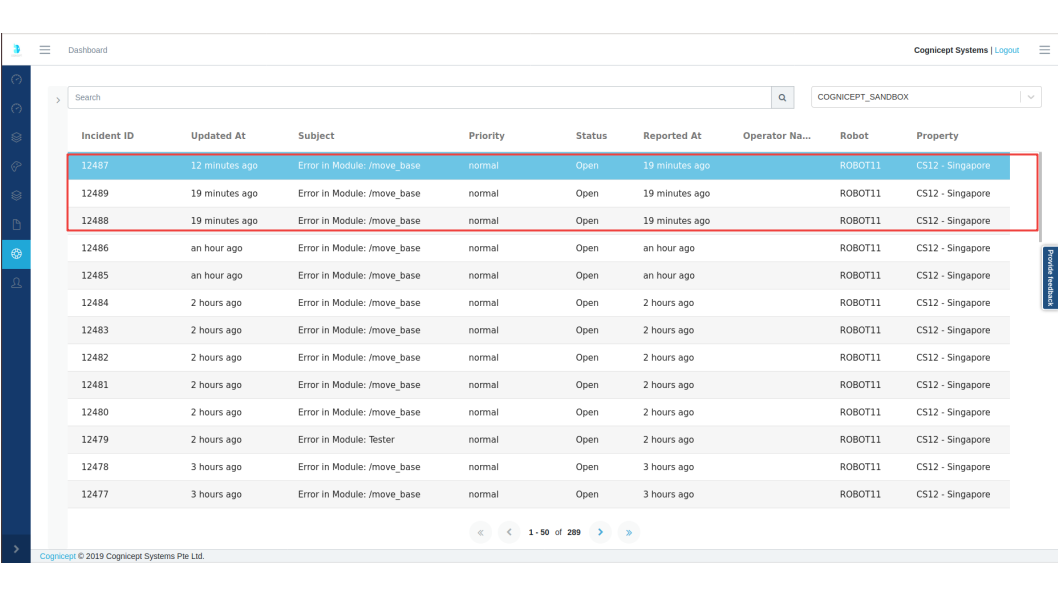 Dashboard
Cognicept Systems | Logout
Search
COGNICEPT_SANDBOX
Incident ID Updated At Subject Priority Status Reported At Operator Na... Robot Property
12487 12 minutes ago Error in Module: /move_base normal Open 19 minutes ago ROBOT11 CS12 - Singapore
12489 19 minutes ago Error in Module: /move_base normal Open 19 minutes ago ROBOT11 CS12 - Singapore
12488 19 minutes ago Error in Module: /move_base normal Open 19 minutes ago ROBOT11 CS12 - Singapore
12486 an hour ago Error in Module: /move_base normal Open an hour ago ROBOT11 CS12 - Singapore
12485 an hour ago Error in Module: /move_base normal Open an hour ago ROBOT11 CS12 - Singapore
12484 2 hours ago Error in Module: /move_base normal Open 2 hours ago ROBOT11 CS12 - Singapore
12483 2 hours ago Error in Module: /move_base normal Open 2 hours ago ROBOT11 CS12 - Singapore
12482 2 hours ago Error in Module: /move_base normal Open 2 hours ago ROBOT11 CS12 - Singapore
12481 2 hours ago Error in Module: /move_base normal Open 2 hours ago ROBOT11 CS12 - Singapore
12480 2 hours ago Error in Module: /move_base normal Open 2 hours ago ROBOT11 CS12 - Singapore
12479 2 hours ago Error in Module: Tester normal Open 2 hours ago ROBOT11 CS12 - Singapore
12478 3 hours ago Error in Module: /move_base normal Open 3 hours ago ROBOT11 CS12 - Singapore
12477 3 hours ago Error in Module: /move_base normal Open 3 hours ago ROBOT11 CS12 - Singapore
Provide feedback
1 - 50 of 289
Cognicept © 2019 Cognicept Systems Pte Ltd.